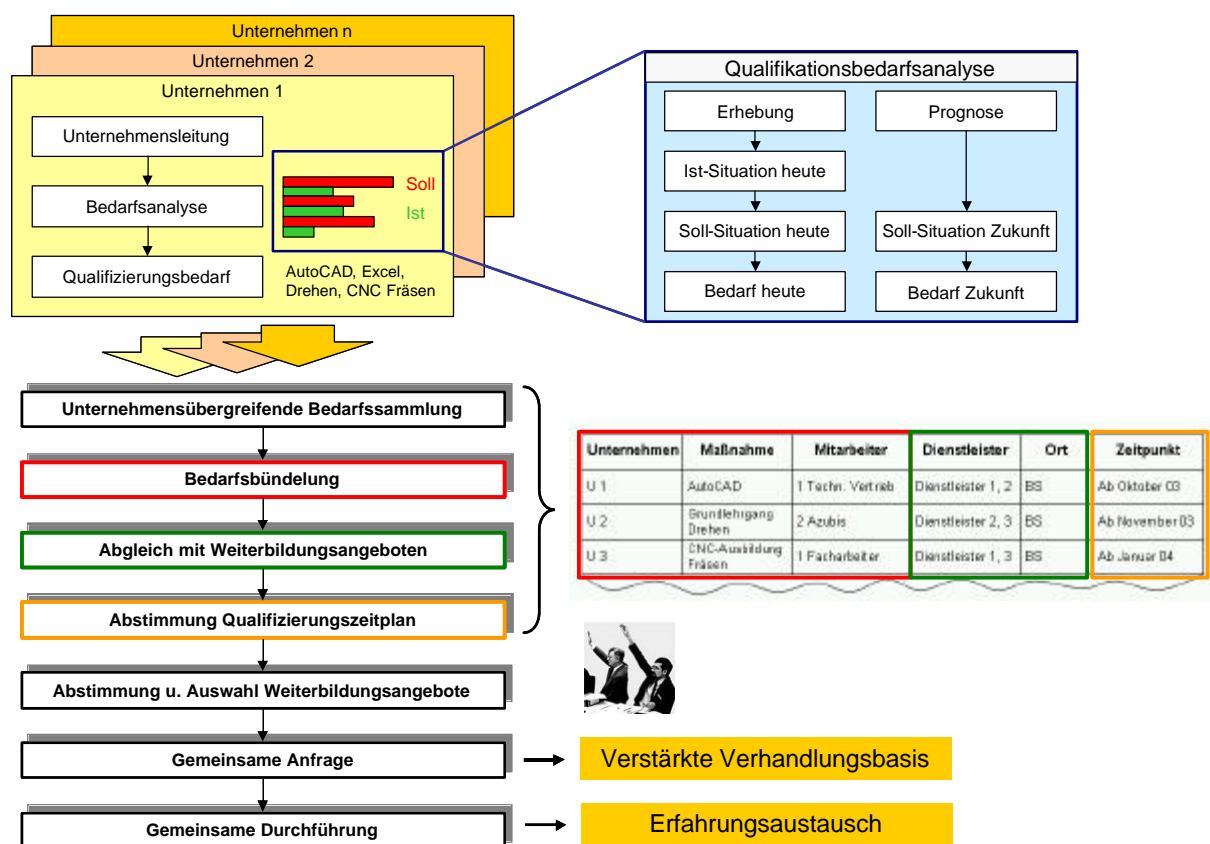 Unternehmen n
Unternehmen 2
Unternehmen 1
Unternehmensleitung
Bedarfsanalyse
Qualifizierungsbedarf
Soll
Ist
AutoCAD, Excel,
Drehen, CNC Fräsen
Qualifikationsbedarfsanalyse
Erhebung
Prognose
Ist-Situation heute
Soll-Situation heute
Soll-Situation Zukunft
Bedarf heute
Bedarf Zukunft
Unternehmensübergreifende Bedarfssammlung
Bedarfsbündelung
Abgleich mit Weiterbildungsangeboten
Abstimmung Qualifizierungszeitplan
Abstimmung u. Auswahl Weiterbildungsangebote
Gemeinsame Anfrage
Gemeinsame Durchführung
Unternehmen Maßnahme Mitarbeiter Dienstleister Ort Zeitpunkt
U 1 AutoCAD 1 Techn. Vertrieb Dienstleister 1, 2 BS Ab Oktober 03
U 2 Grundlehrgang Drehen 2 Azubis Dienstleister 2, 3 BS Ab November 03
U 3 CNC-Ausbildung Fräsen 1 Facharbeiter Dienstleister 1, 3 BS Ab Januar 04
Verstärkte Verhandlungsbasis
Erfahrungsaustausch